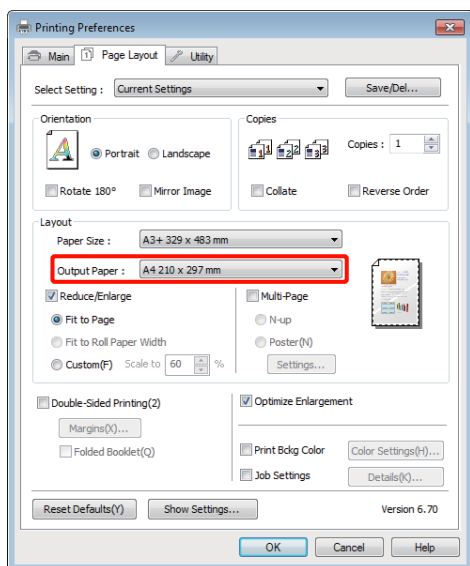 Printing Preferences
Main Page Layout Utility
Select Setting : Current Settings Save/Del...
Orientation
Portrait Landscape
Rotate 180° Mirror Image
Copies
Copies : 1
Collate Reverse Order
Layout
Paper Size : A3+ 329 x 483 mm
Output Paper : A4 210 x 297 mm
Reduce/Enlarge
Fit to Page
Fit to Roll Paper Width
Custom(F) Scale to 60 %
Multi-Page
N-up
Poster(N)
Settings...
Double-Sided Printing(2)
Margins(X)...
Folded Booklet(Q)
Optimize Enlargement
Print Bckg Color Color Settings(H)...
Job Settings Details(K)...
Reset Defaults(Y) Show Settings... Version 6.70
OK Cancel Help